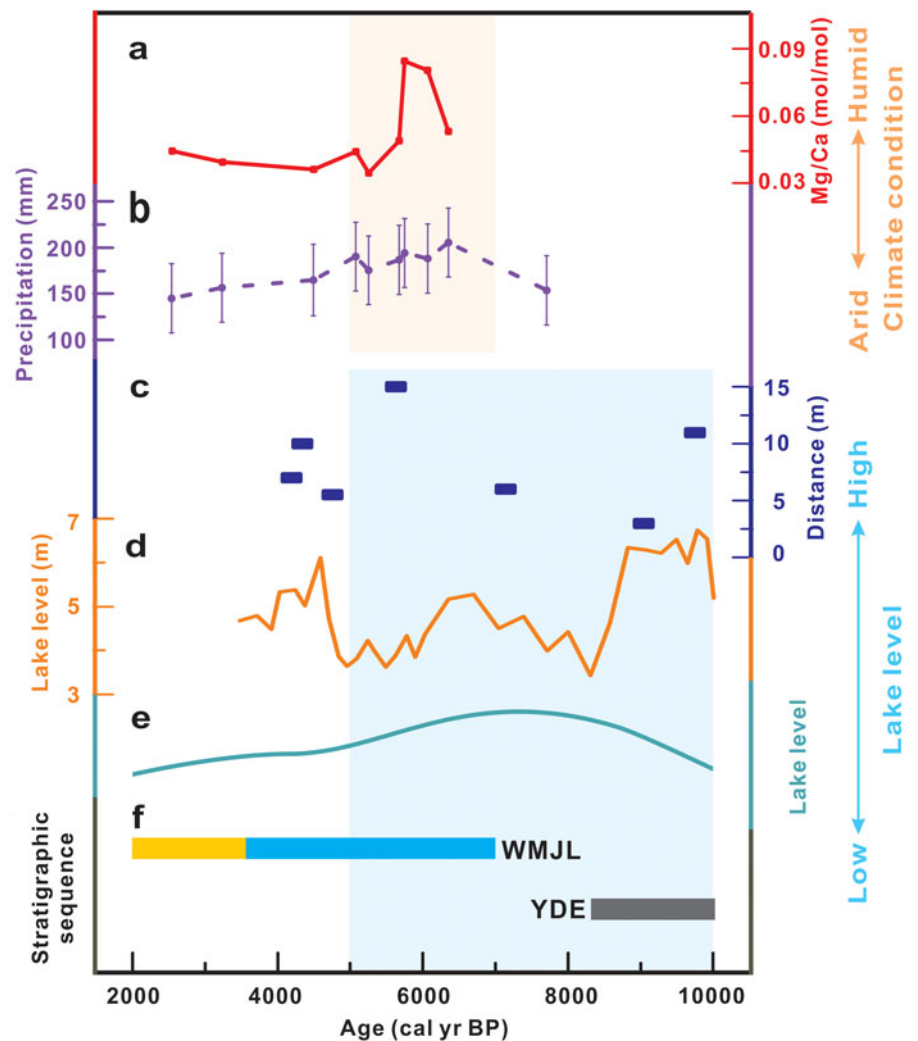 a
0.09
0.06
0.03
Mg/Ca (mol/mol)
Arid Humid
Climate condition
b
Precipitation (mm)
250
200
150
100
c
15
10
5
0
Distance (m)
d
Lake level (m)
7
5
3
e
Lake level
Low High
Lake level
f
Stratigraphic
sequence
WMJL
YDE
2000 4000 6000 8000 10000
Age (cal yr BP)